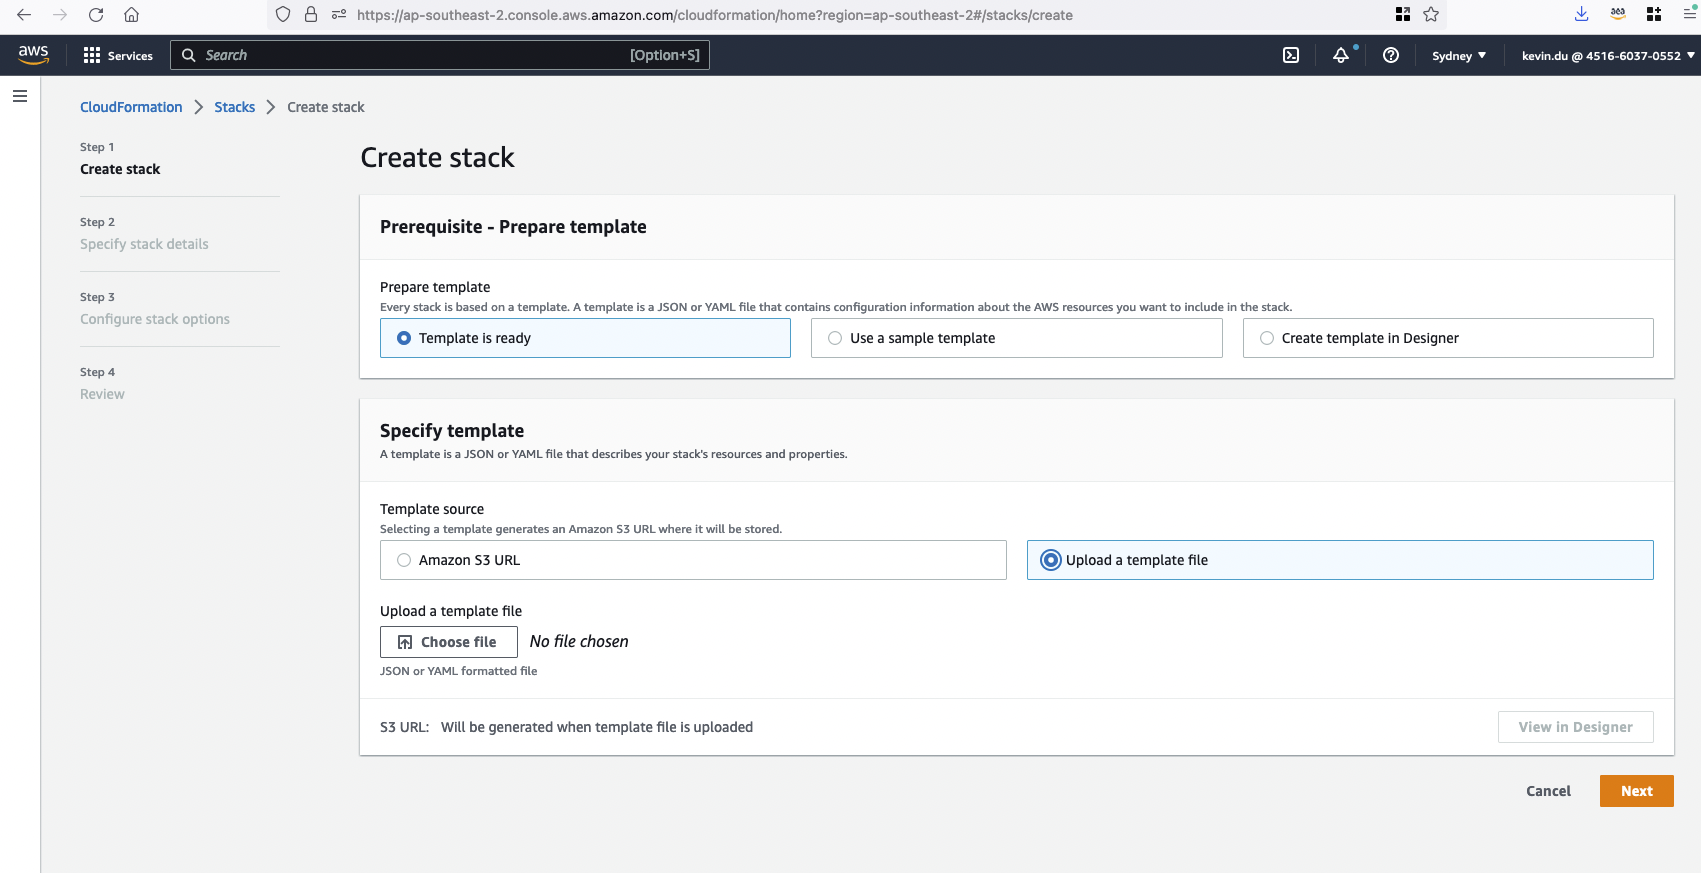 https://ap-southeast-2.console.aws.amazon.com/cloudformation/home?region=ap-southeast-2#/stacks/create
aws
Services
Search
[Option+S]
Sydney
kevin.du @ 4516-6037-0552
CloudFormation
Stacks
Create stack
Step 1
Create stack
Step 2
Specify stack details
Step 3
Configure stack options
Step 4
Review
Create stack
Prerequisite - Prepare template
Prepare template
Every stack is based on a template. A template is a JSON or YAML file that contains configuration information about the AWS resources you want to include in the stack.
Template is ready
Use a sample template
Create template in Designer
Specify template
A template is a JSON or YAML file that describes your stack's resources and properties.
Template source
Selecting a template generates an Amazon S3 URL where it will be stored.
Amazon S3 URL
Upload a template file
Upload a template file
Choose file
No file chosen
JSON or YAML formatted file
S3 URL: Will be generated when template file is uploaded
View in Designer
Cancel
Next